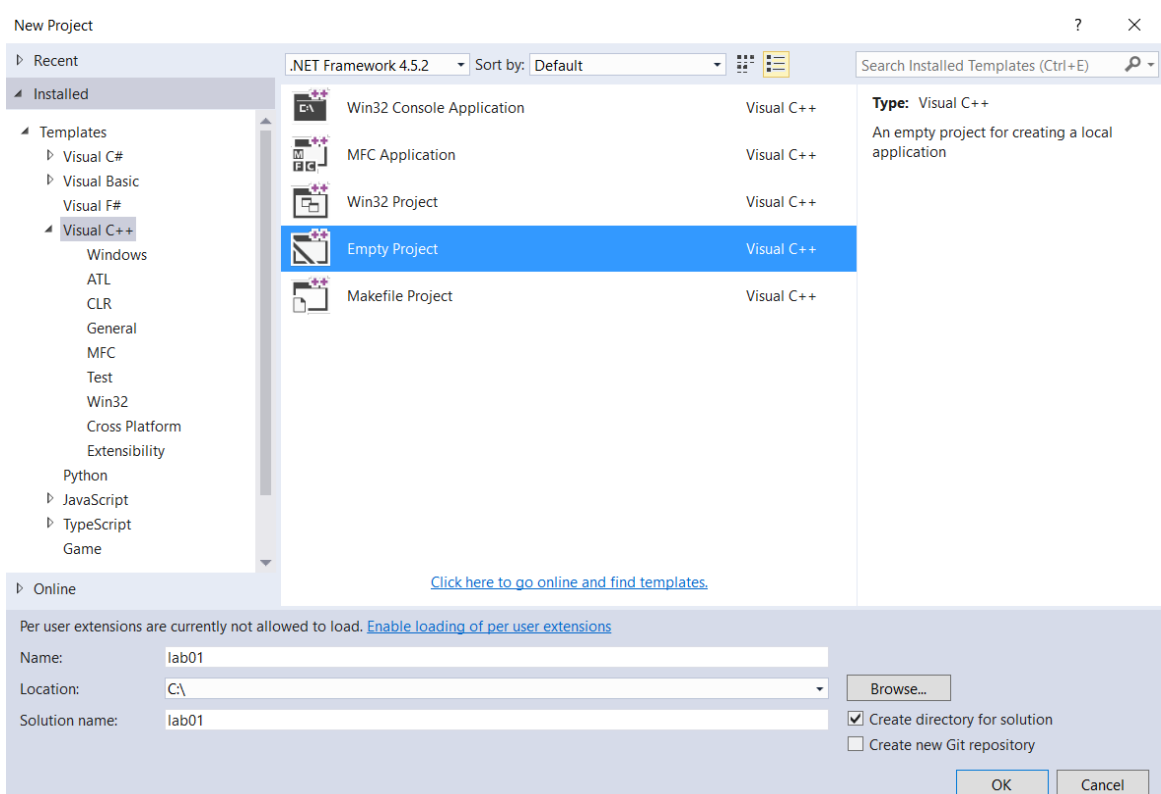 New Project
?
Recent
Installed
Templates
Visual C#
Visual Basic
Visual F#
Visual C++
Windows
ATL
CLR
General
MFC
Test
Win32
Cross Platform
Extensibility
Python
JavaScript
TypeScript
Game
Online
.NET Framework 4.5.2 Sort by: Default
Win32 Console Application Visual C++
MFC Application Visual C++
Win32 Project Visual C++
Empty Project Visual C++
Makefile Project Visual C++
Click here to go online and find templates.
Search Installed Templates (Ctrl+E)
Type: Visual C++
An empty project for creating a local
application
Per user extensions are currently not allowed to load. Enable loading of per user extensions
Name: lab01
Location: C:\ Browse...
Solution name: lab01
Create directory for solution
Create new Git repository
OK Cancel